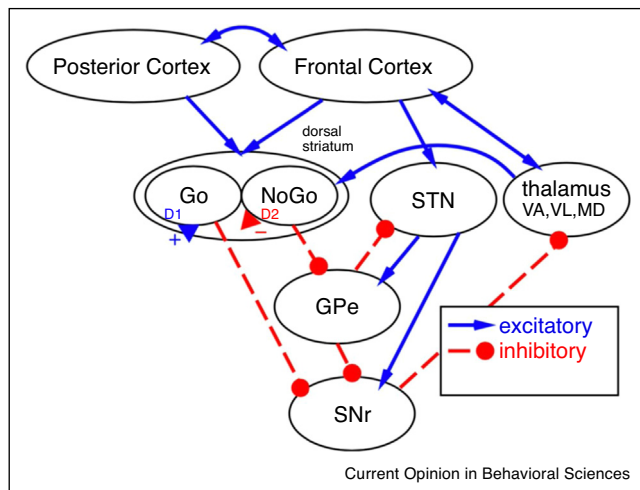 Posterior Cortex
Frontal Cortex
dorsal
striatum
Go
NoGo
D1
D2
+
–
STN
thalamus
VA,VL,MD
GPe
SNr
excitatory
inhibitory
Current Opinion in Behavioral Sciences